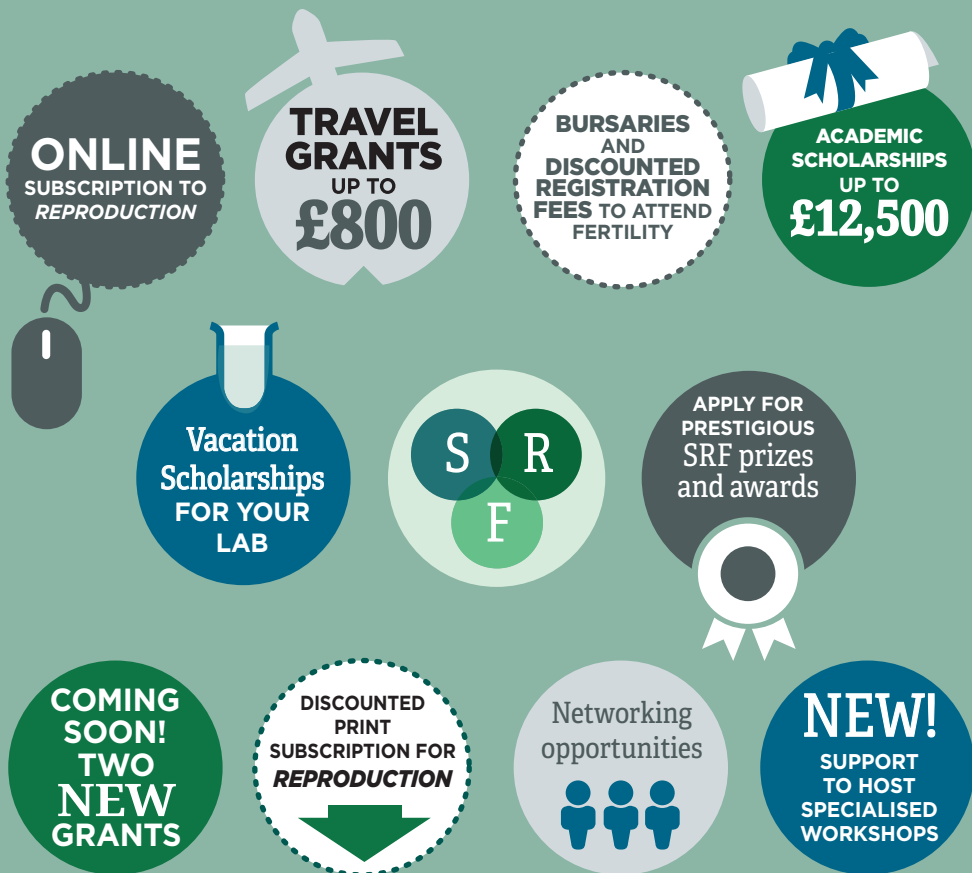 ONLINE
SUBSCRIPTION TO
REPRODUCTION
TRAVEL
GRANTS
UP TO
£800
BURSARIES
AND
DISCOUNTED
REGISTRATION
FEES TO ATTEND
FERTILITY
ACADEMIC
SCHOLARSHIPS
UP TO
£12,500
Vacation
Scholarships
FOR YOUR
LAB
S R
F
APPLY FOR
PRESTIGIOUS
SRF prizes
and awards
COMING
SOON!
TWO
NEW
GRANTS
DISCOUNTED
PRINT
SUBSCRIPTION FOR
REPRODUCTION
Networking
opportunities
NEW!
SUPPORT
TO HOST
SPECIALISED
WORKSHOPS